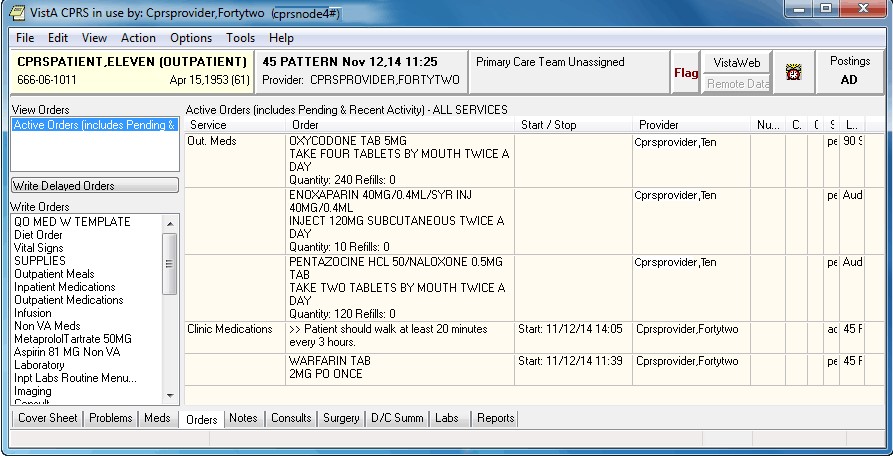 VistA CPRS in use by: Cprsprovider,Fortytwo (cprsnode4#)
File Edit View Action Options Tools Help
CPRSPATIENT,ELEVEN (OUTPATIENT)
666-06-1011 Apr 15,1953 (61)
45 PATTERN Nov 12,14 11:25
Provider: CPRSPROVIDER,FORTYTWO
Primary Care Team Unassigned
Flag
VistaWeb
Remote Data
Postings
AD
View Orders
Active Orders (includes Pending &
Write Delayed Orders
Write Orders
QO MED W TEMPLATE
Diet Order
Vital Signs
SUPPLIES
Outpatient Meals
Inpatient Medications
Outpatient Medications
Infusion
Non VA Meds
MetaprololTartrate 50MG
Aspirin 81 MG Non VA
Laboratory
Inpt Labs Routine Menu...
Imaging
Consult
Active Orders (includes Pending & Recent Activity) - ALL SERVICES
Service Order Start / Stop Provider Nu... C. C S L..
Out. Meds OXYCODONE TAB 5MG Cprsprovider,Ten pe 90 S
TAKE FOUR TABLETS BY MOUTH TWICE A
DAY
Quantity: 240 Refills: 0
ENOXAPARIN 40MG/0.4ML/SYR INJ Cprsprovider,Ten pe Aud
40MG/0.4ML
INJECT 120MG SUBCUTANEOUS TWICE A
DAY
Quantity: 10 Refills: 0
PENTAZOCINE HCL 50/NALOXONE 0.5MG Cprsprovider,Ten pe Aud
TAB
TAKE TWO TABLETS BY MOUTH TWICE A
DAY
Quantity: 120 Refills: 0
Clinic Medications >> Patient should walk at least 20 minutes Start: 11/12/14 14:05 Cprsprovider,Fortytwo ac 45 F
every 3 hours.
WARFARIN TAB Start: 11/12/14 11:39 Cprsprovider,Fortytwo pe 45 F
2MG PO ONCE
Cover Sheet Problems Meds Orders Notes Consults Surgery D/C Summ Labs Reports